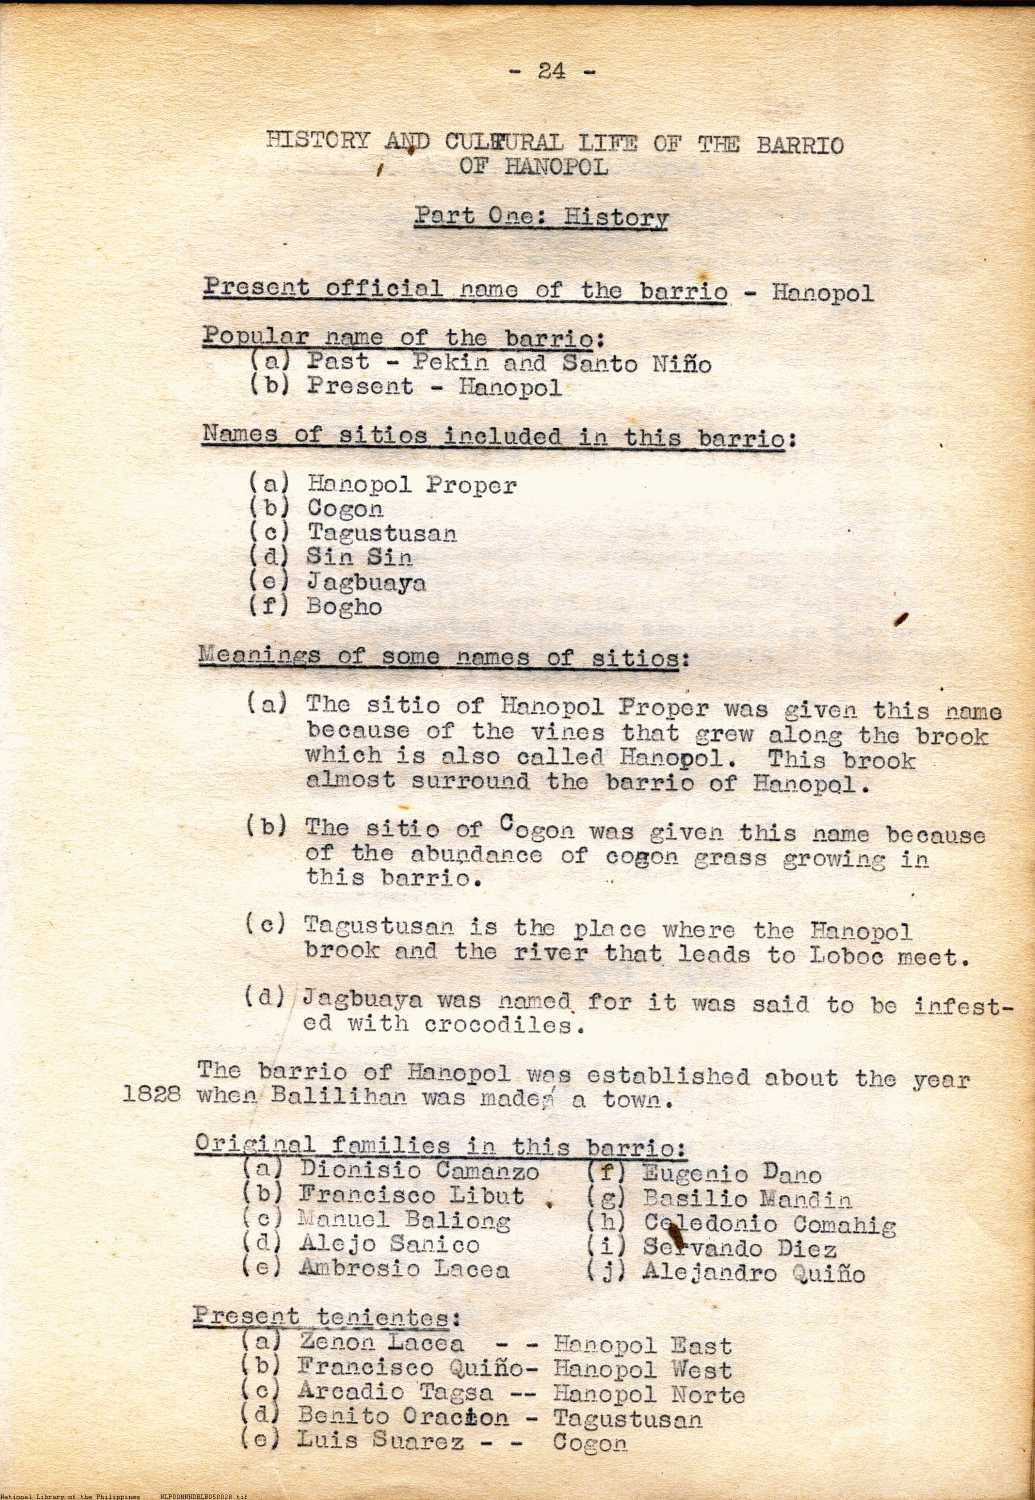 - 24 -
HISTORY AND CULTURAL LIFE OF THE BARRIO
OF HANOPOL
Part One: History
Present official name of the barrio - Hanopol
Popular name of the barrio:
(a) Past - Pekin and Santo Niño
(b) Present - Hanopol
Names of sitios included in this barrio:
(a) Hanopol Proper
(b) Cogon
(c) Tagustusan
(d) Sin Sin
(e) Jagbuaya
(f) Bogho
Meanings of some names of sitios:
(a) The sitio of Hanopol Proper was given this name
because of the vines that grew along the brook
which is also called Hanopol. This brook
almost surround the barrio of Hanopol.
(b) The sitio of Cogon was given this name because
of the abundance of cogon grass growing in
this barrio.
(c) Tagustusan is the place where the Hanopol
brook and the river that leads to Loboc meet.
(d) Jagbuaya was named for it was said to be infest-
ed with crocodiles.
The barrio of Hanopol was established about the year
1828 when Balilihan was made a town.
Original families in this barrio:
(a) Dionisio Camanzo (f) Eugenio Dano
(b) Francisco Libut (g) Basilio Mandin
(c) Manuel Baliong (h) Celedonio Comahig
(d) Alejo Sanico (i) Servando Diez
(e) Ambrosio Lacea (j) Alejandro Quiño
Present tenientes:
(a) Zenon Lacea - - Hanopol East
(b) Francisco Quiño- Hanopol West
(c) Arcadio Tagsa -- Hanopol Norte
(d) Benito Oracion - Tagustusan
(e) Luis Suarez - - Cogon
National Library of the Philippines